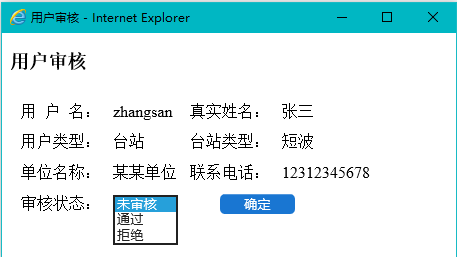 用户审核 - Internet Explorer
用户审核
用 户 名： zhangsan 真实姓名： 张三
用户类型： 台站 台站类型： 短波
单位名称： 某某单位 联系电话： 12312345678
审核状态： 未审核 确定
通过
拒绝